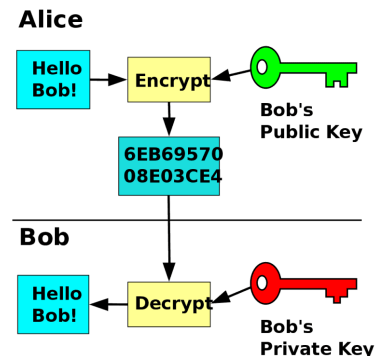 Alice
Hello
Bob!
Encrypt
Bob's
Public Key
6EB69570
08E03CE4
Bob
Hello
Bob!
Decrypt
Bob's
Private Key